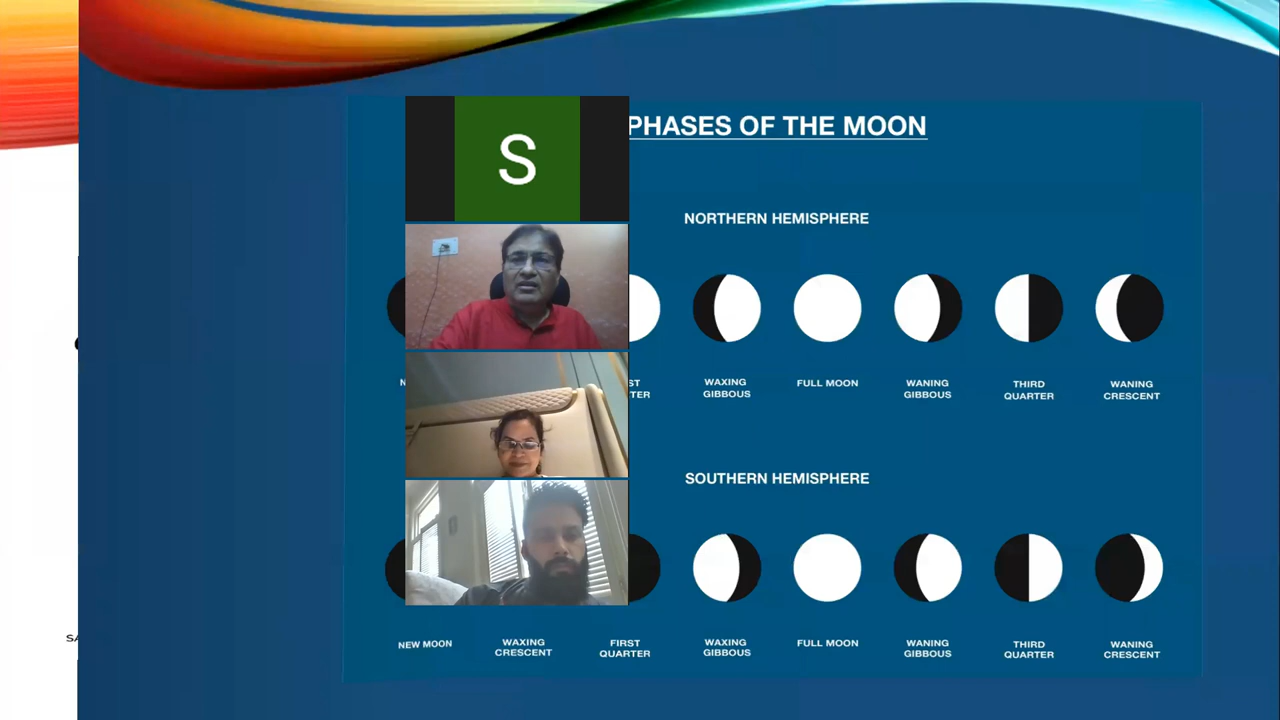 S
PHASES OF THE MOON
NORTHERN HEMISPHERE
WAXING GIBBOUS
FULL MOON
WANING GIBBOUS
THIRD QUARTER
WANING CRESCENT
SOUTHERN HEMISPHERE
NEW MOON
WAXING CRESCENT
FIRST QUARTER
WAXING GIBBOUS
FULL MOON
WANING GIBBOUS
THIRD QUARTER
WANING CRESCENT